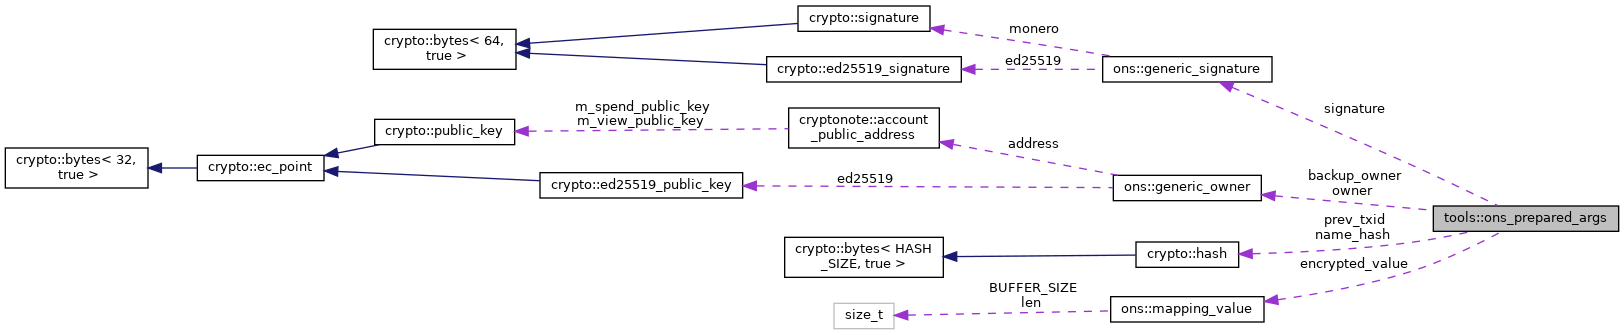 crypto::signature
monero
crypto::bytes< 64,
true >
ed25519
crypto::ed25519_signature
ons::generic_signature
signature
m_spend_public_key
m_view_public_key
cryptonote::account
_public_address
crypto::public_key
address
crypto::bytes< 32,
true >
crypto::ec_point
ed25519
crypto::ed25519_public_key
ons::generic_owner
backup_owner
owner
tools::ons_prepared_args
prev_txid
name_hash
crypto::bytes< HASH
_SIZE, true >
crypto::hash
encrypted_value
BUFFER_SIZE
len
size_t
ons::mapping_value